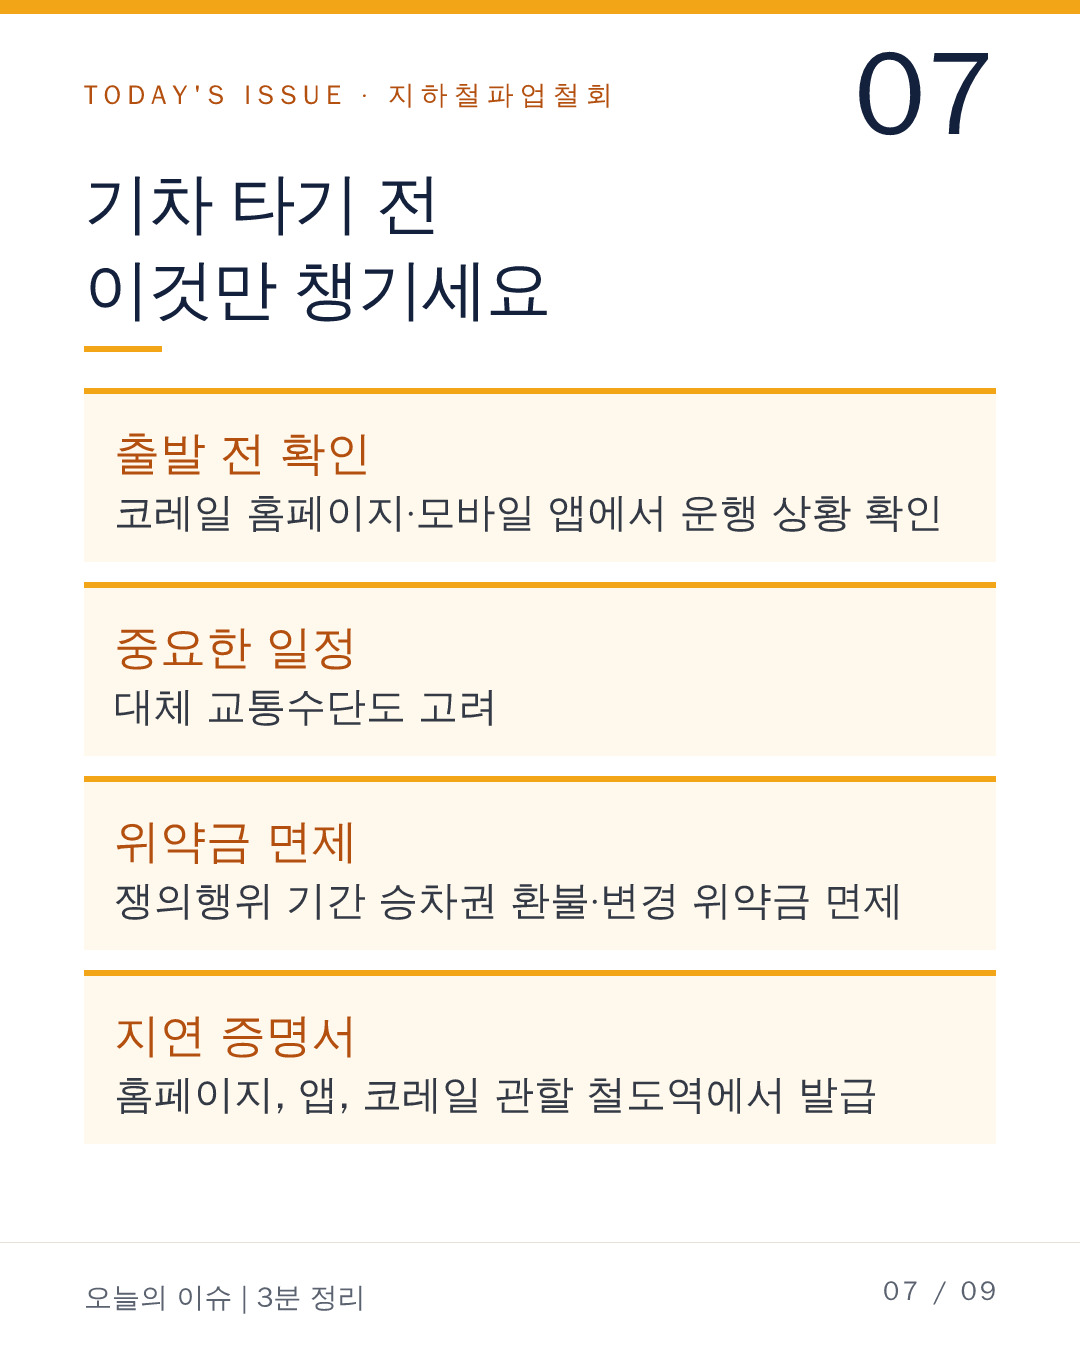 TODAY'S ISSUE · 지하철파업철회
07
기차 타기 전
이것만 챙기세요
출발 전 확인
코레일 홈페이지·모바일 앱에서 운행 상황 확인
중요한 일정
대체 교통수단도 고려
위약금 면제
쟁의행위 기간 승차권 환불·변경 위약금 면제
지연 증명서
홈페이지, 앱, 코레일 관할 철도역에서 발급
오늘의 이슈 | 3분 정리
07 / 09